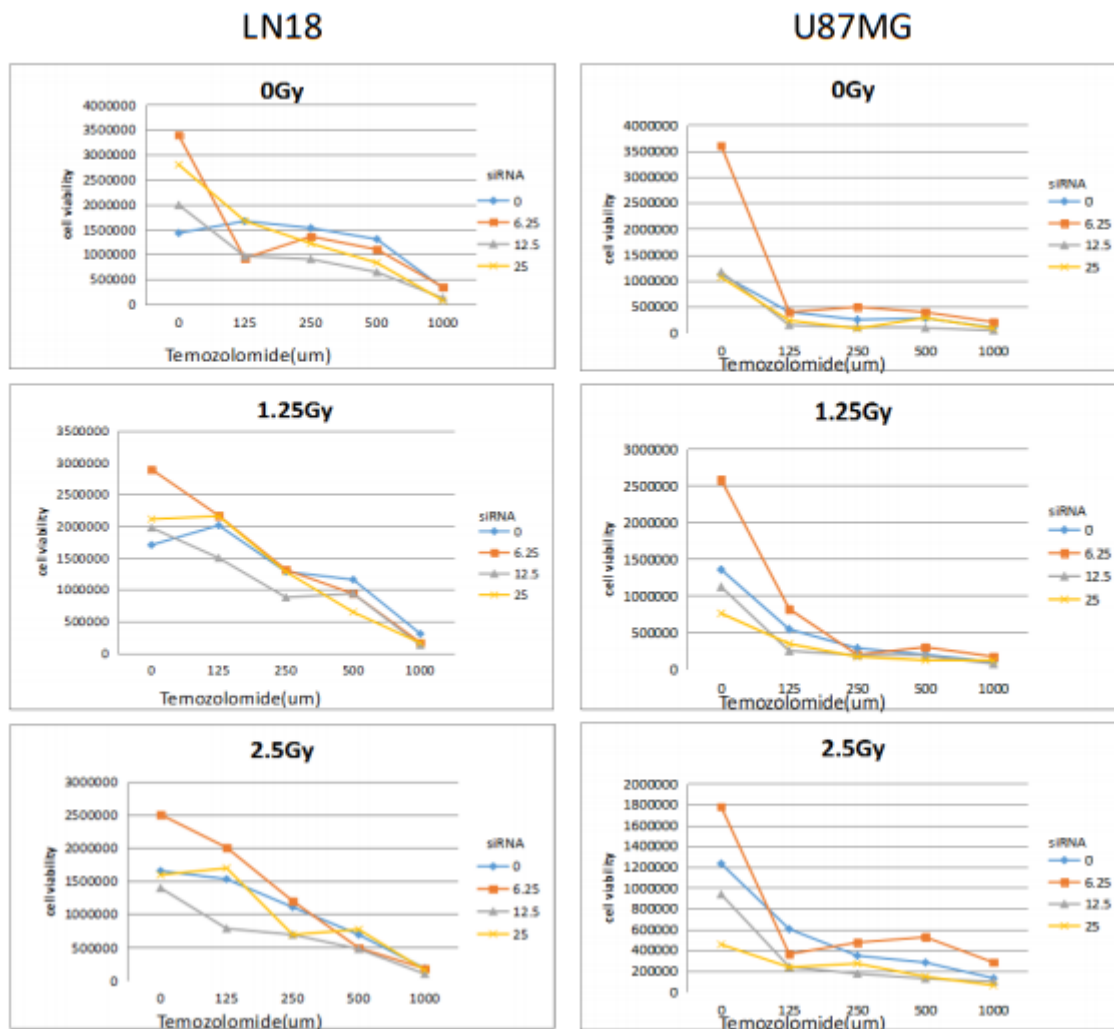 LN18
U87MG
0Gy
4000000
3500000
3000000
2500000
2000000
1500000
1000000
500000
0
cell viability
0 125 250 500 1000
Temozolomide(um)
siRNA
0
6.25
12.5
25
0Gy
4000000
3500000
3000000
2500000
2000000
1500000
1000000
500000
0
cell viability
0 125 250 500 1000
Temozolomide(um)
siRNA
0
6.25
12.5
25
1.25Gy
3500000
3000000
2500000
2000000
1500000
1000000
500000
0
cell viability
0 125 250 500 1000
Temozolomide(um)
siRNA
0
6.25
12.5
25
1.25Gy
3000000
2500000
2000000
1500000
1000000
500000
0
cell viability
0 125 250 500 1000
Temozolomide(um)
siRNA
0
6.25
12.5
25
2.5Gy
3000000
2500000
2000000
1500000
1000000
500000
0
cell viability
0 125 250 500 1000
Temozolomide(um)
siRNA
0
6.25
12.5
25
2.5Gy
2000000
1800000
1600000
1400000
1200000
1000000
800000
600000
400000
200000
0
cell viability
0 125 250 500 1000
Temozolomide(um)
siRNA
0
6.25
12.5
25